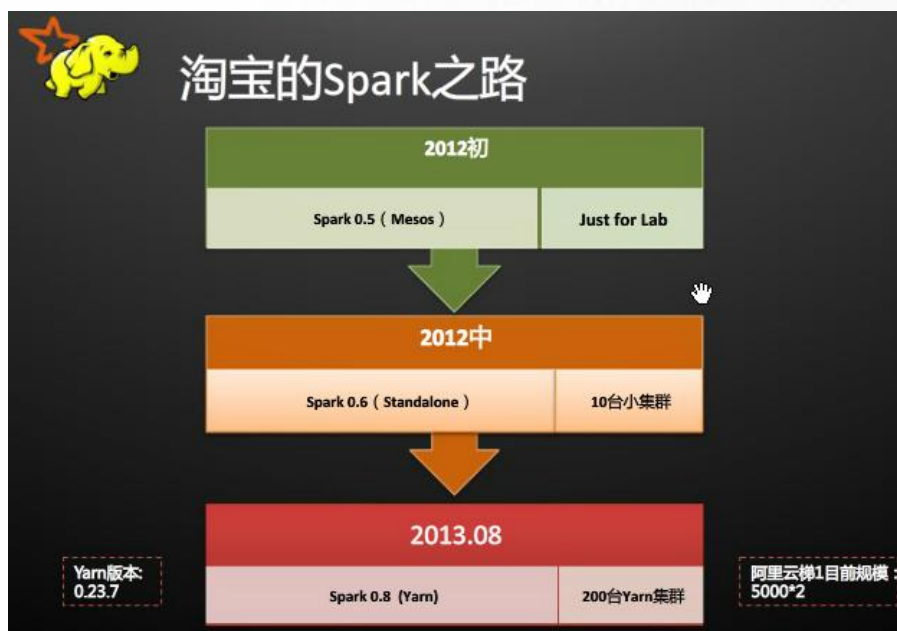 淘宝的Spark之路
2012初
Spark 0.5（Mesos）
Just for Lab
2012中
Spark 0.6（Standalone）
10台小集群
2013.08
Spark 0.8 (Yarn)
200台Yarn集群
Yarn版本:
0.23.7
阿里云梯1目前规模：
5000*2